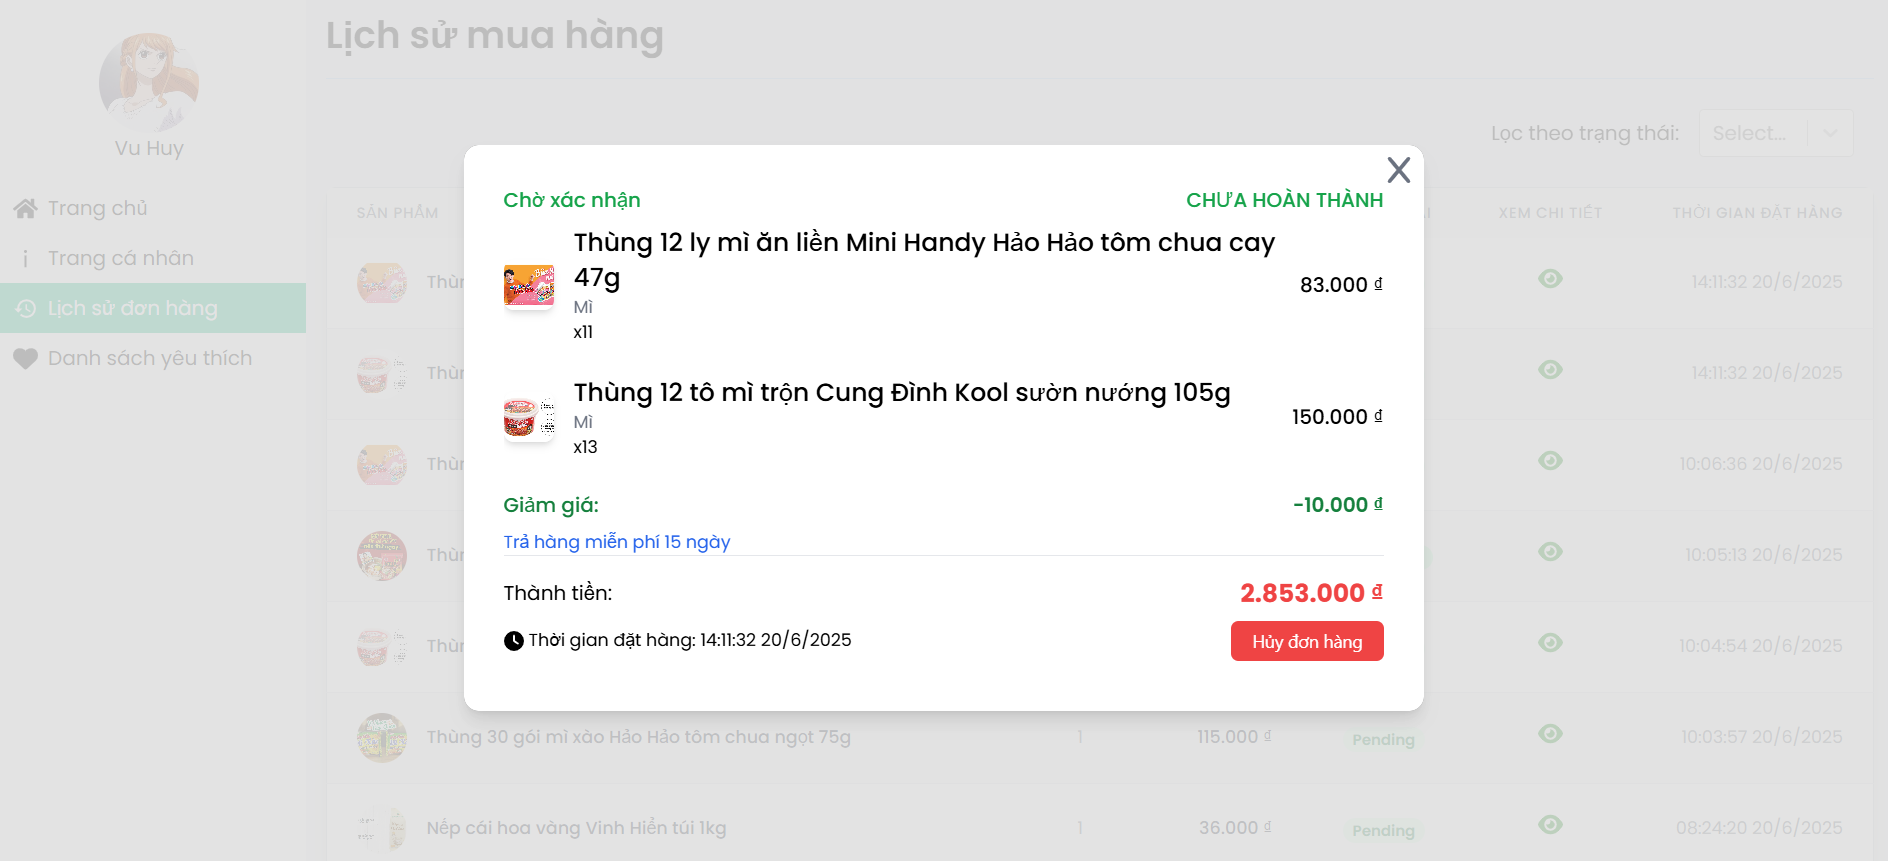 Lịch sử mua hàng
Vu Huy
Trang chủ
Trang cá nhân
Lịch sử đơn hàng
Danh sách yêu thích
Lọc theo trạng thái: Select...
SẢN PHẨM XEM CHI TIẾT THỜI GIAN ĐẶT HÀNG
Chờ xác nhận CHƯA HOÀN THÀNH
Thùng 12 ly mì ăn liền Mini Handy Hảo Hảo tôm chua cay
47g
83.000 ₫
Mì
x11
Thùng 12 tô mì trộn Cung Đình Kool sườn nướng 105g
150.000 ₫
Mì
x13
Giảm giá: -10.000 ₫
Trả hàng miễn phí 15 ngày
Thành tiền: 2.853.000 ₫
Thời gian đặt hàng: 14:11:32 20/6/2025
Hủy đơn hàng
14:11:32 20/6/2025
14:11:32 20/6/2025
10:06:36 20/6/2025
10:05:13 20/6/2025
10:04:54 20/6/2025
Thùng 30 gói mì xào Hảo Hảo tôm chua ngọt 75g 1 115.000 ₫ Pending 10:03:57 20/6/2025
Nếp cái hoa vàng Vinh Hiển túi 1kg 1 36.000 ₫ Pending 08:24:20 20/6/2025